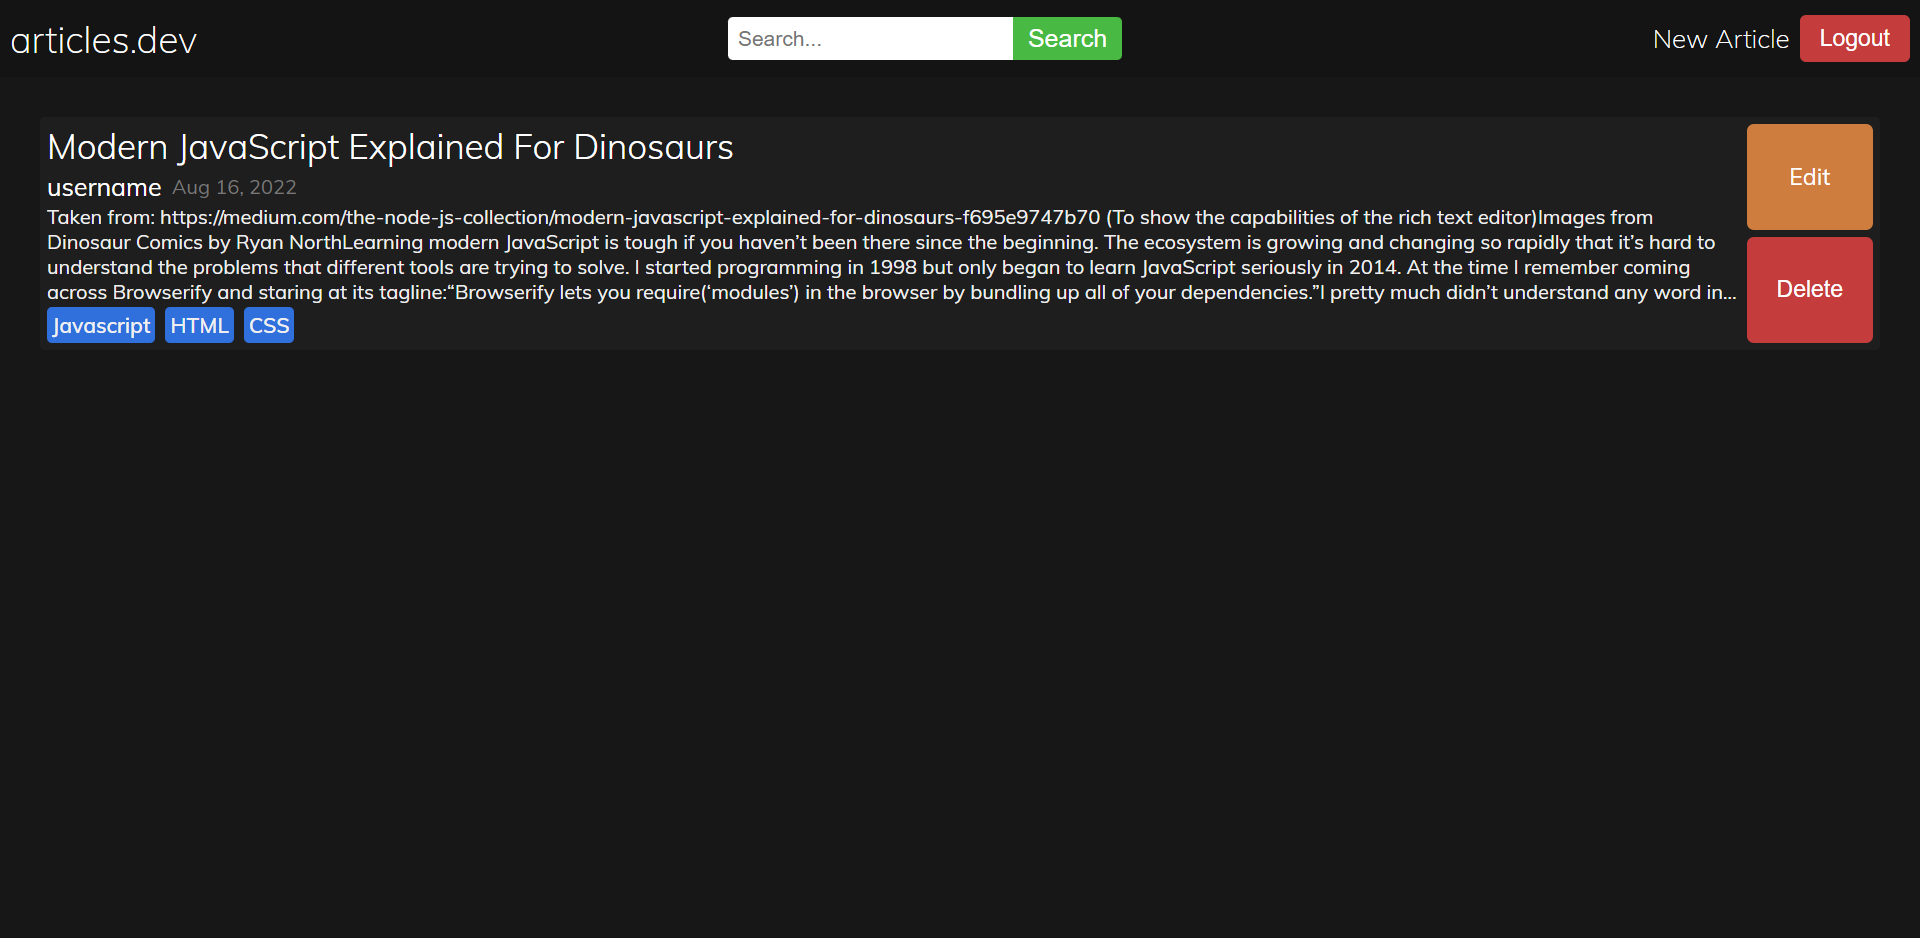 articles.dev
Search...
Search
New Article
Logout
Modern JavaScript Explained For Dinosaurs
username Aug 16, 2022
Taken from: https://medium.com/the-node-js-collection/modern-javascript-explained-for-dinosaurs-f695e9747b70 (To show the capabilities of the rich text editor)Images from
Dinosaur Comics by Ryan NorthLearning modern JavaScript is tough if you haven’t been there since the beginning. The ecosystem is growing and changing so rapidly that it’s hard to
understand the problems that different tools are trying to solve. I started programming in 1998 but only began to learn JavaScript seriously in 2014. At the time I remember coming
across Browserify and staring at its tagline:“Browserify lets you require(‘modules’) in the browser by bundling up all of your dependencies.”I pretty much didn’t understand any word in...
Javascript HTML CSS
Edit
Delete